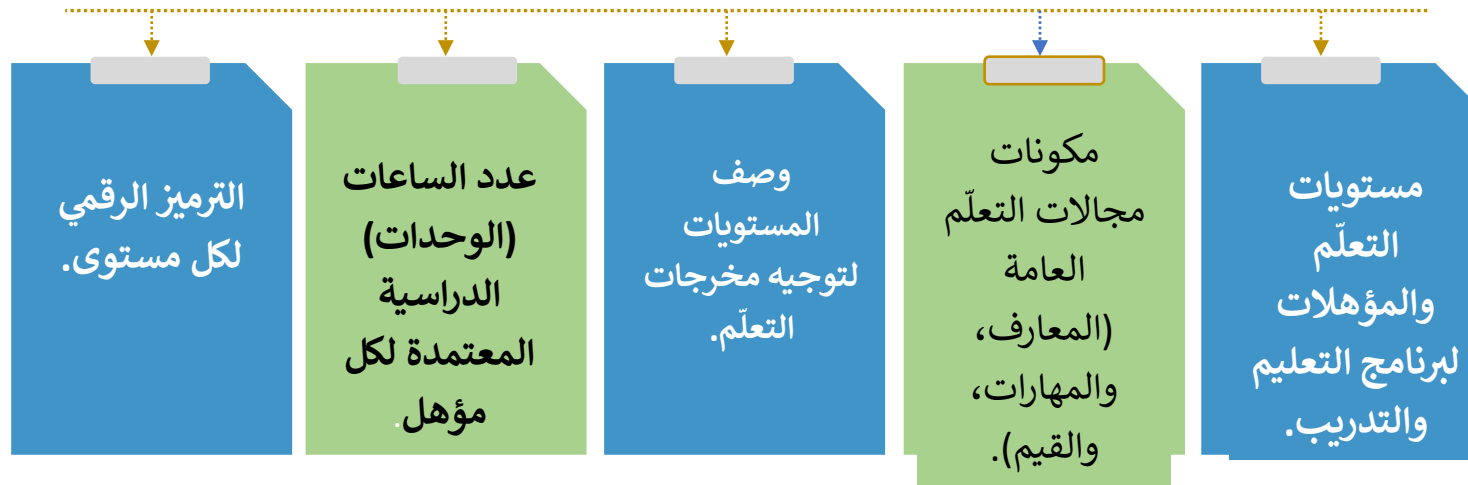 مستويات
التعلّم
والمؤهلات
لبرنامج التعليم
والتدريب.
مكونات
مجالات التعلّم
العامة
(المعارف،
والمهارات،
والقيم).
وصف
المستويات
لتوجيه مخرجات
التعلّم.
عدد الساعات
(الوحدات)
الدراسية
المعتمدة لكل
مؤهل.
الترميز الرقمي
لكل مستوى.